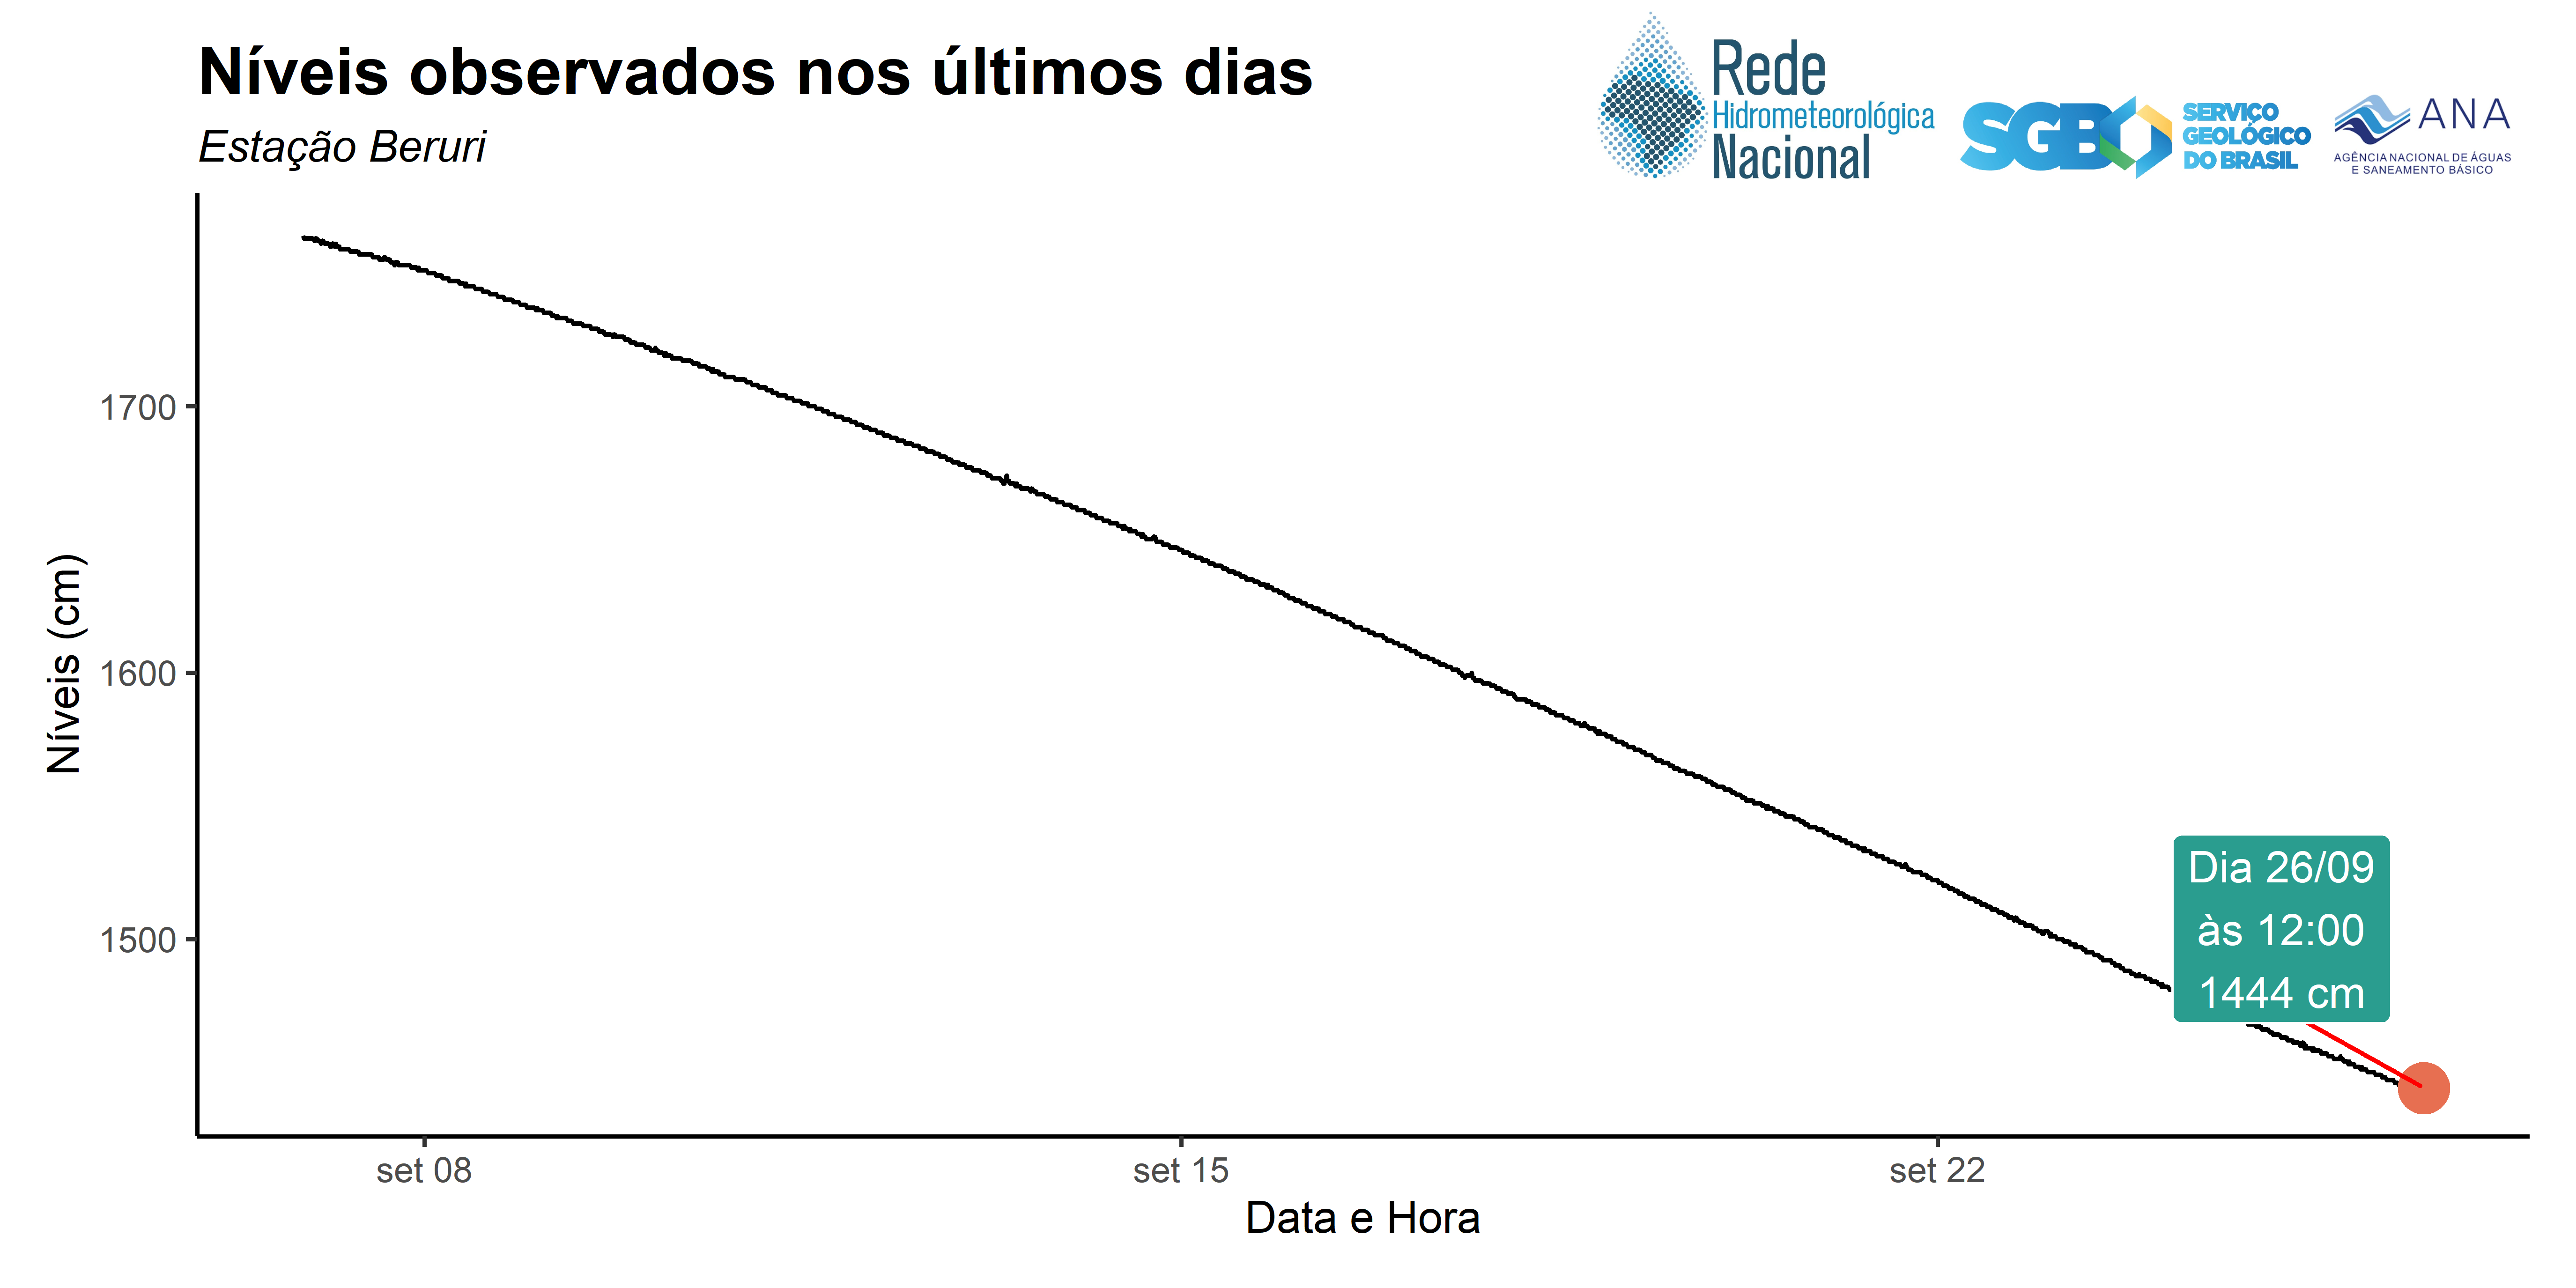 Níveis observados nos últimos dias
Estação Beruri
Rede
Hidrometeorológica
Nacional
SGB
SERVIÇO
GEOLÓGICO
DO BRASIL
ANA
AGÊNCIA NACIONAL DE ÁGUAS
E SANEAMENTO BÁSICO
Níveis (cm)
1700
1600
1500
Dia 26/09
às 12:00
1444 cm
set 08
set 15
set 22
Data e Hora